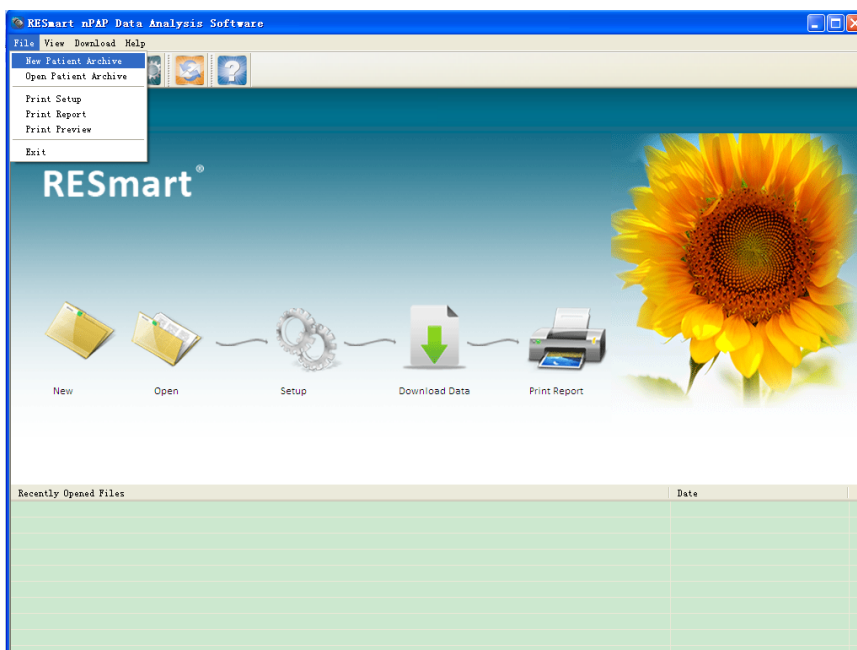 RESmart nPAP Data Analysis Software
File View Download Help
New Patient Archive
Open Patient Archive
Print Setup
Print Report
Print Preview
Exit
RESmart®
New Open Setup Download Data Print Report
Recently Opened Files Date